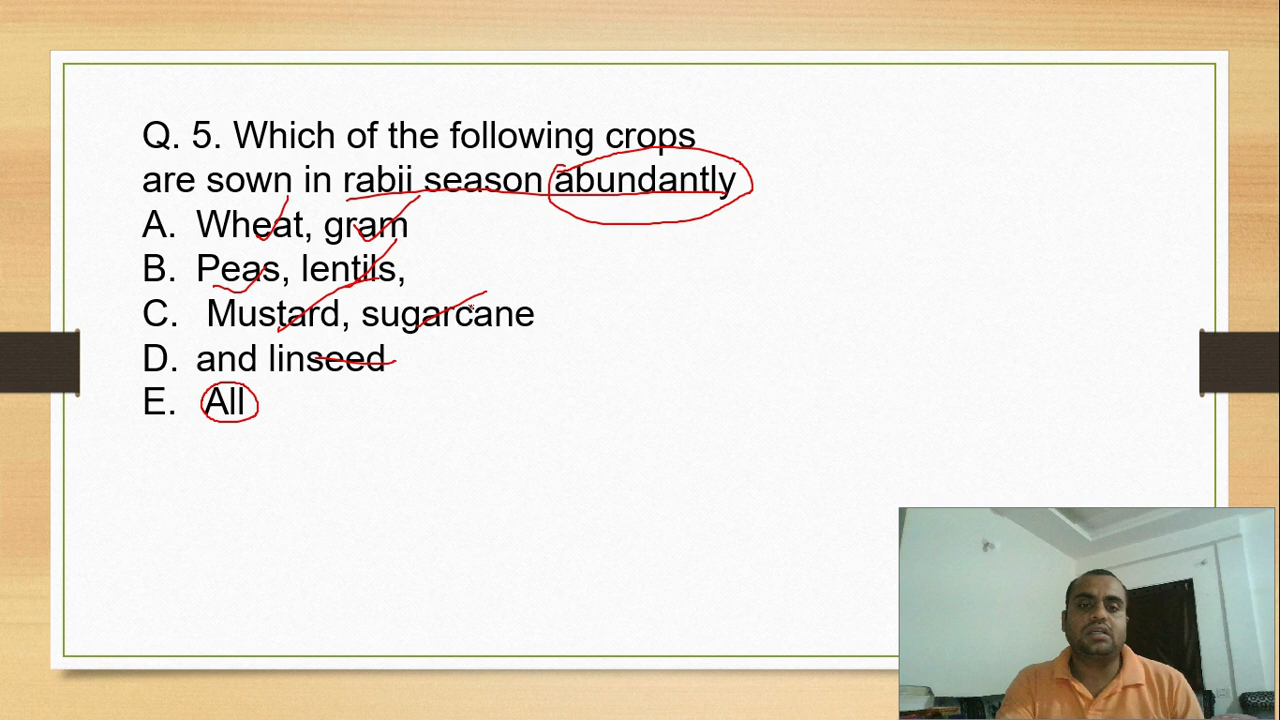 Q. 5. Which of the following crops
are sown in rabii season abundantly
A. Wheat, gram
B. Peas, lentils,
C. Mustard, sugarcane
D. and linseed
E. All